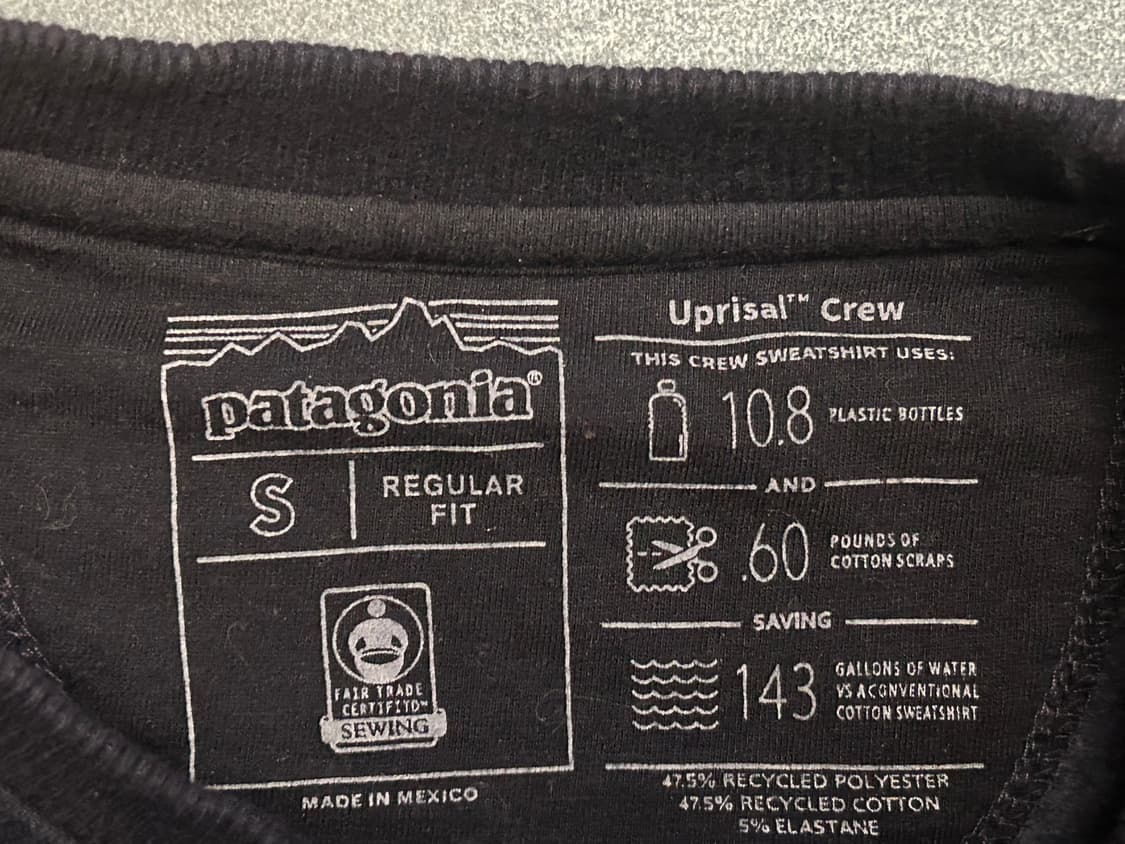 patagonia®
S
REGULAR
FIT
FAIR TRADE
CERTIFIED™
SEWING
MADE IN MEXICO
Uprisal™ Crew
THIS CREW SWEATSHIRT USES:
10.8 PLASTIC BOTTLES
AND
.60 POUNDS OF
COTTON SCRAPS
SAVING
143 GALLONS OF WATER
VS A CONVENTIONAL
COTTON SWEATSHIRT
47.5% RECYCLED POLYESTER
47.5% RECYCLED COTTON
5% ELASTANE